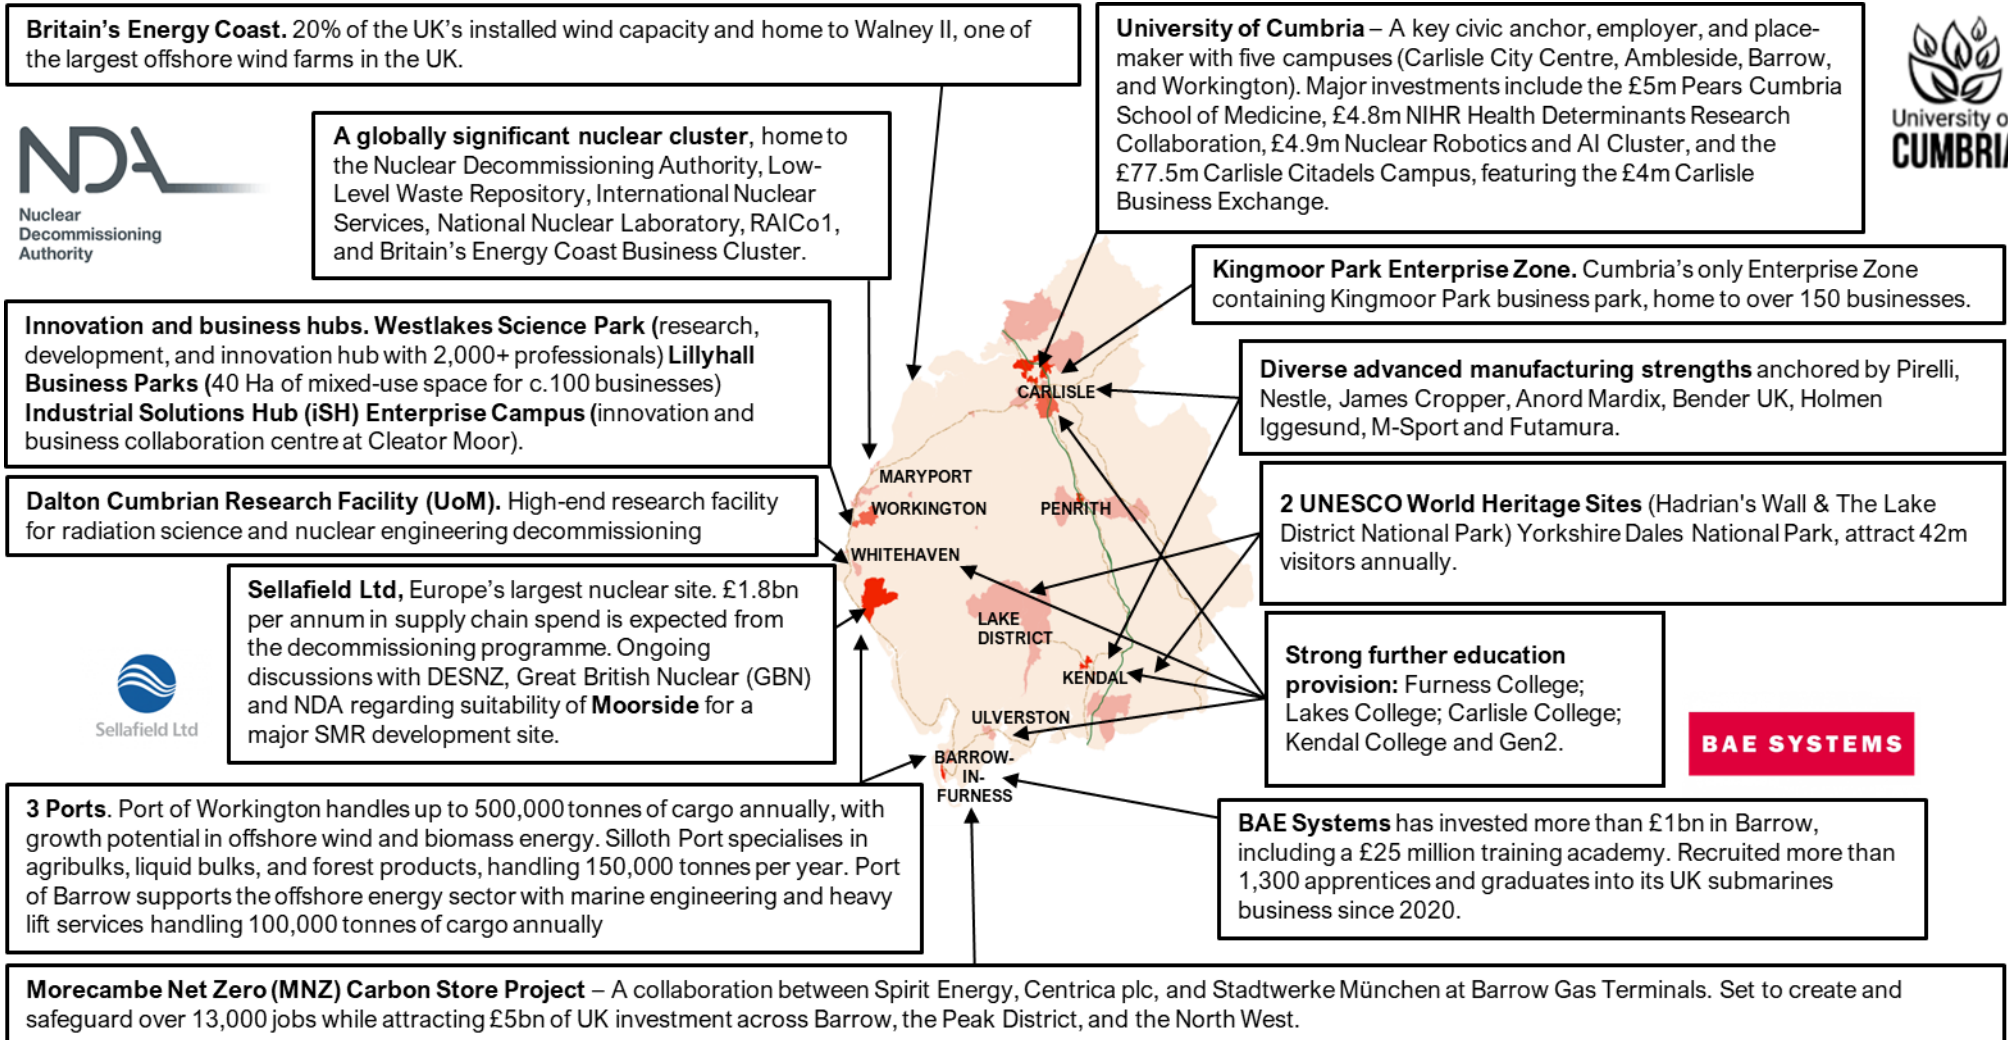 Britain's Energy Coast. 20% of the UK's installed wind capacity and home to Walney II, one of
the largest offshore wind farms in the UK.
University of Cumbria – A key civic anchor, employer, and place-
maker with five campuses (Carlisle City Centre, Ambleside, Barrow,
and Workington). Major investments include the £5m Pears Cumbria
School of Medicine, £4.8m NIHR Health Determinants Research
Collaboration, £4.9m Nuclear Robotics and AI Cluster, and the
£77.5m Carlisle Citadels Campus, featuring the £4m Carlisle
Business Exchange.
University of
CUMBRIA
NDA
Nuclear
Decommissioning
Authority
A globally significant nuclear cluster, home to
the Nuclear Decommissioning Authority, Low-
Level Waste Repository, International Nuclear
Services, National Nuclear Laboratory, RAICo1,
and Britain's Energy Coast Business Cluster.
Kingmoor Park Enterprise Zone. Cumbria's only Enterprise Zone
containing Kingmoor Park business park, home to over 150 businesses.
Innovation and business hubs. Westlakes Science Park (research,
development, and innovation hub with 2,000+ professionals) Lillyhall
Business Parks (40 Ha of mixed-use space for c.100 businesses)
Industrial Solutions Hub (iSH) Enterprise Campus (innovation and
business collaboration centre at Cleator Moor).
Diverse advanced manufacturing strengths anchored by Pirelli,
Nestle, James Cropper, Anord Mardix, Bender UK, Holmen
Iggesund, M-Sport and Futamura.
Dalton Cumbrian Research Facility (UoM). High-end research facility
for radiation science and nuclear engineering decommissioning
2 UNESCO World Heritage Sites (Hadrian's Wall & The Lake
District National Park) Yorkshire Dales National Park, attract 42m
visitors annually.
Sellafield Ltd, Europe's largest nuclear site. £1.8bn
per annum in supply chain spend is expected from
the decommissioning programme. Ongoing
discussions with DESNZ, Great British Nuclear (GBN)
and NDA regarding suitability of Moorside for a
major SMR development site.
Sellafield Ltd
CARLISLE
MARYPORT
WORKINGTON
PENRITH
WHITEHAVEN
LAKE
DISTRICT
KENDAL
ULVERSTON
BARROW-
IN-
FURNESS
Strong further education
provision: Furness College;
Lakes College; Carlisle College;
Kendal College and Gen2.
BAE SYSTEMS
3 Ports. Port of Workington handles up to 500,000 tonnes of cargo annually, with
growth potential in offshore wind and biomass energy. Silloth Port specialises in
agribulks, liquid bulks, and forest products, handling 150,000 tonnes per year. Port
of Barrow supports the offshore energy sector with marine engineering and heavy
lift services handling 100,000 tonnes of cargo annually
BAE Systems has invested more than £1bn in Barrow,
including a £25 million training academy. Recruited more than
1,300 apprentices and graduates into its UK submarines
business since 2020.
Morecambe Net Zero (MNZ) Carbon Store Project – A collaboration between Spirit Energy, Centrica plc, and Stadtwerke München at Barrow Gas Terminals. Set to create and
safeguard over 13,000 jobs while attracting £5bn of UK investment across Barrow, the Peak District, and the North West.